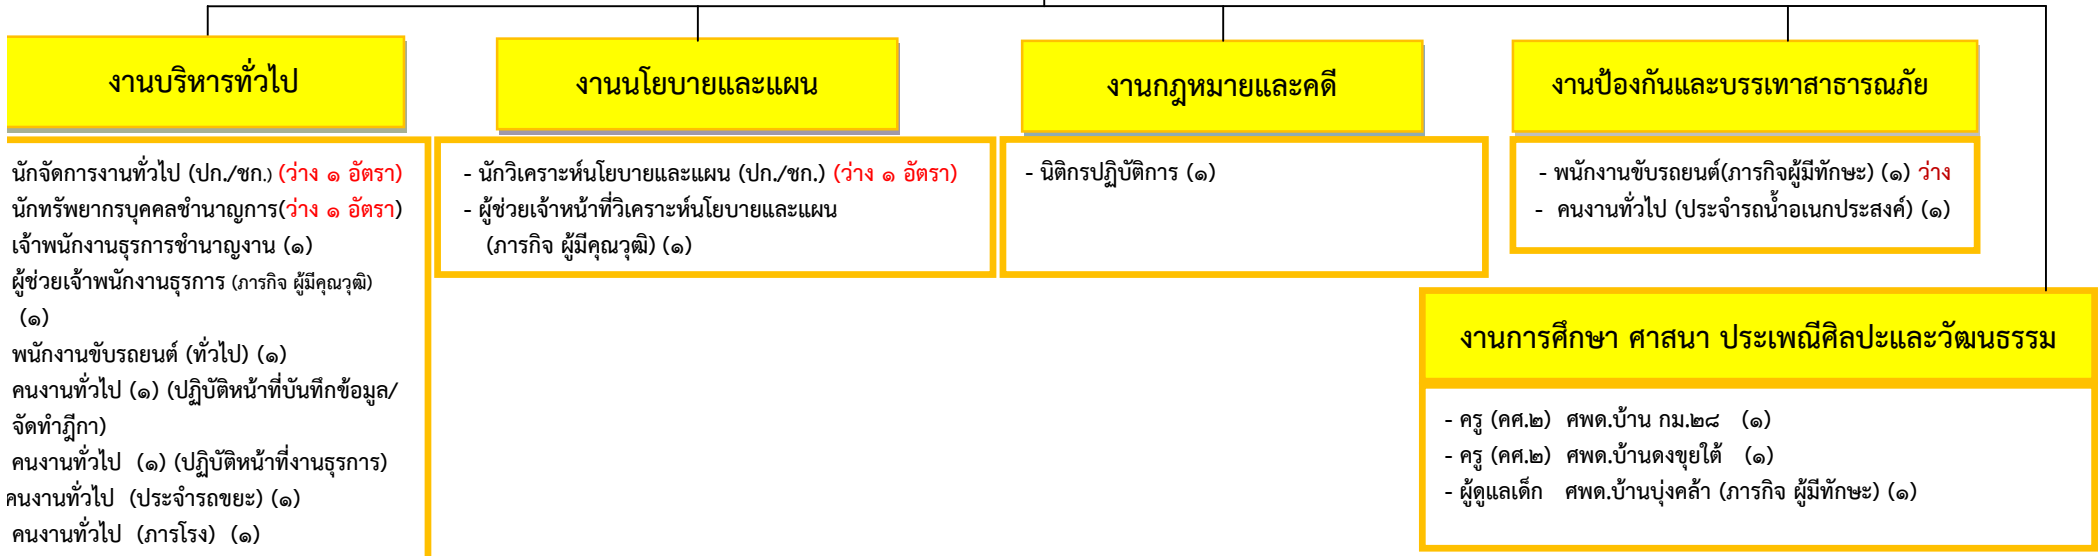 งานบริหารทั่วไป
นักจัดการงานทั่วไป (ปก./ชก.) (ว่าง ๑ อัตรา)
นักทรัพยากรบุคคลชำนาญการ(ว่าง ๑ อัตรา)
เจ้าพนักงานธุรการชำนาญงาน (๑)
ผู้ช่วยเจ้าพนักงานธุรการ (ภารกิจ ผู้มีคุณวุฒิ)
(๑)
พนักงานขับรถยนต์ (ทั่วไป) (๑)
คนงานทั่วไป (๑) (ปฏิบัติหน้าที่บันทึกข้อมูล/
จัดทำฎีกา)
คนงานทั่วไป (๑) (ปฏิบัติหน้าที่งานธุรการ)
คนงานทั่วไป (ประจำรถขยะ) (๑)
คนงานทั่วไป (ภารโรง) (๑)
งานนโยบายและแผน
- นักวิเคราะห์นโยบายและแผน (ปก./ชก.) (ว่าง ๑ อัตรา)
- ผู้ช่วยเจ้าหน้าที่วิเคราะห์นโยบายและแผน
(ภารกิจ ผู้มีคุณวุฒิ) (๑)
งานกฎหมายและคดี
- นิติกรปฏิบัติการ (๑)
งานป้องกันและบรรเทาสาธารณภัย
- พนักงานขับรถยนต์(ภารกิจผู้มีทักษะ) (๑) ว่าง
- คนงานทั่วไป (ประจำรถน้ำอเนกประสงค์) (๑)
งานการศึกษา ศาสนา ประเพณีศิลปะและวัฒนธรรม
- ครู (คศ.๒) ศพด.บ้าน กม.๒๘ (๑)
- ครู (คศ.๒) ศพด.บ้านดงขุยใต้ (๑)
- ผู้ดูแลเด็ก ศพด.บ้านบุ่งคล้า (ภารกิจ ผู้มีทักษะ) (๑)